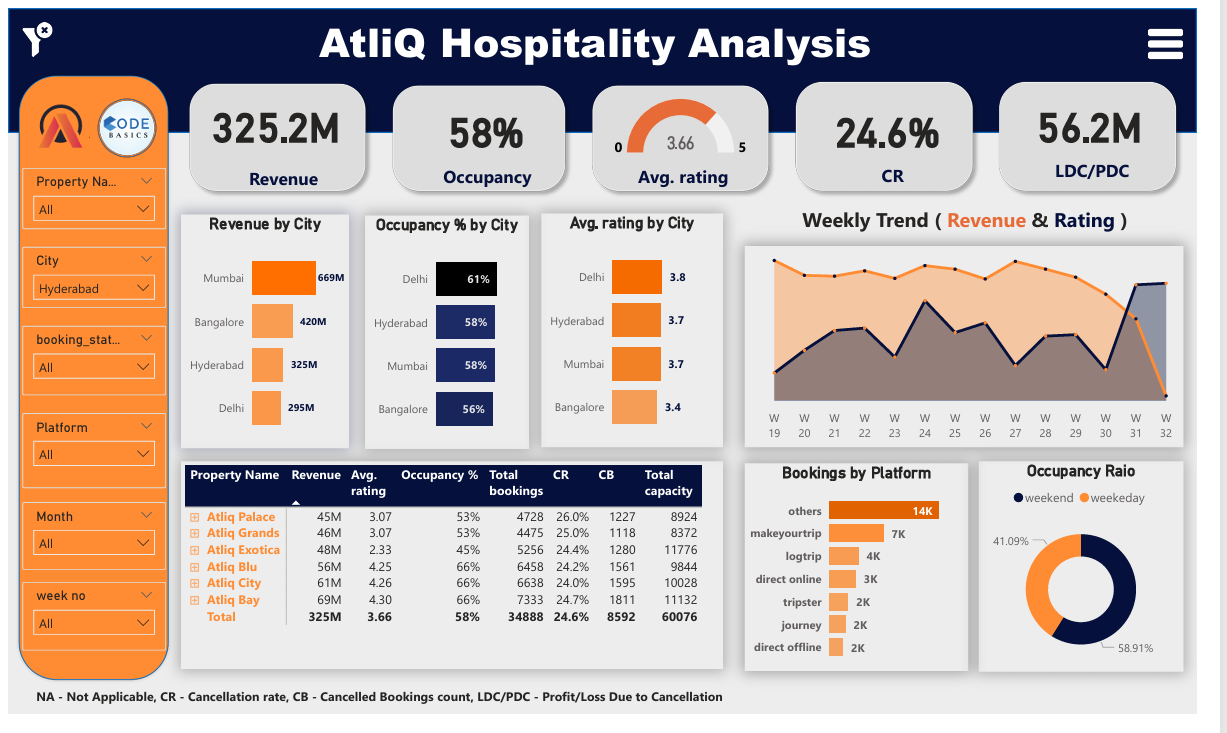 AtliQ Hospitality Analysis
CODE
BASICS
325.2M
Revenue
58%
Occupancy
0 3.66 5
Avg. rating
24.6%
CR
56.2M
LDC/PDC
Property Na...
All
City
Hyderabad
booking_stat...
All
Platform
All
Month
All
week no
All
Revenue by City
Mumbai 669M
Bangalore 420M
Hyderabad 325M
Delhi 295M
Occupancy % by City
Delhi 61%
Hyderabad 58%
Mumbai 58%
Bangalore 56%
Avg. rating by City
Delhi 3.8
Hyderabad 3.7
Mumbai 3.7
Bangalore 3.4
Weekly Trend ( Revenue & Rating )
W W W W W W W W W W W W W W
19 20 21 22 23 24 25 26 27 28 29 30 31 32
Property Name Revenue Avg. rating Occupancy % Total bookings CR CB Total capacity
Atliq Palace 45M 3.07 53% 4728 26.0% 1227 8924
Atliq Grands 46M 3.07 53% 4475 25.0% 1118 8372
Atliq Exotica 48M 2.33 45% 5256 24.4% 1280 11776
Atliq Blu 56M 4.25 66% 6458 24.2% 1561 9844
Atliq City 61M 4.26 66% 6638 24.0% 1595 10028
Atliq Bay 69M 4.30 66% 7333 24.7% 1811 11132
Total 325M 3.66 58% 34888 24.6% 8592 60076
Bookings by Platform
others 14K
makeyourtrip 7K
logtrip 4K
direct online 3K
tripster 2K
journey 2K
direct offline 2K
Occupancy Raio
weekend weekeday
41.09%
58.91%
NA - Not Applicable, CR - Cancellation rate, CB - Cancelled Bookings count, LDC/PDC - Profit/Loss Due to Cancellation